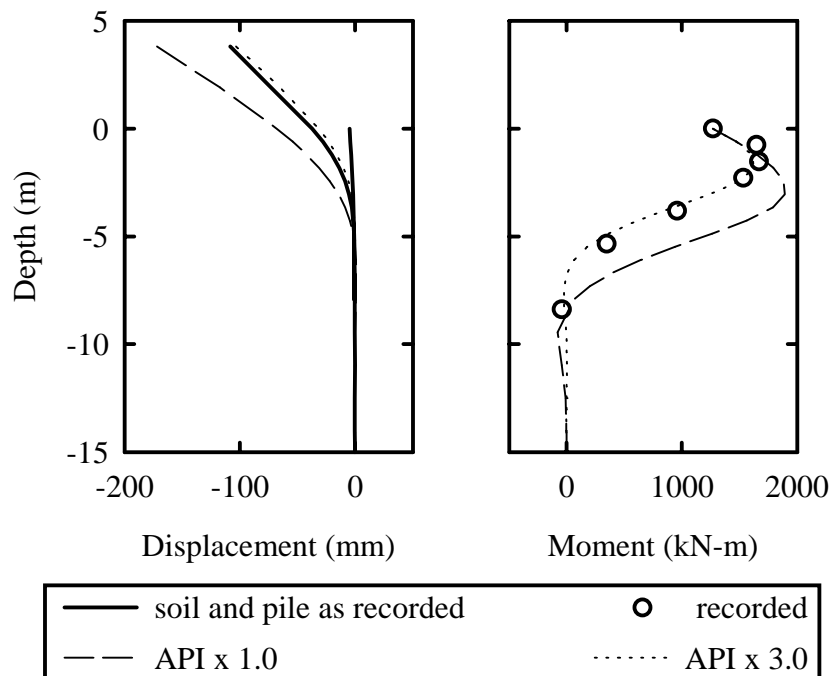 5
0
-5
-10
-15
Depth (m)
-200 -100 0
0 1000 2000
Displacement (mm)
Moment (kN-m)
soil and pile as recorded
recorded
API x 1.0
API x 3.0